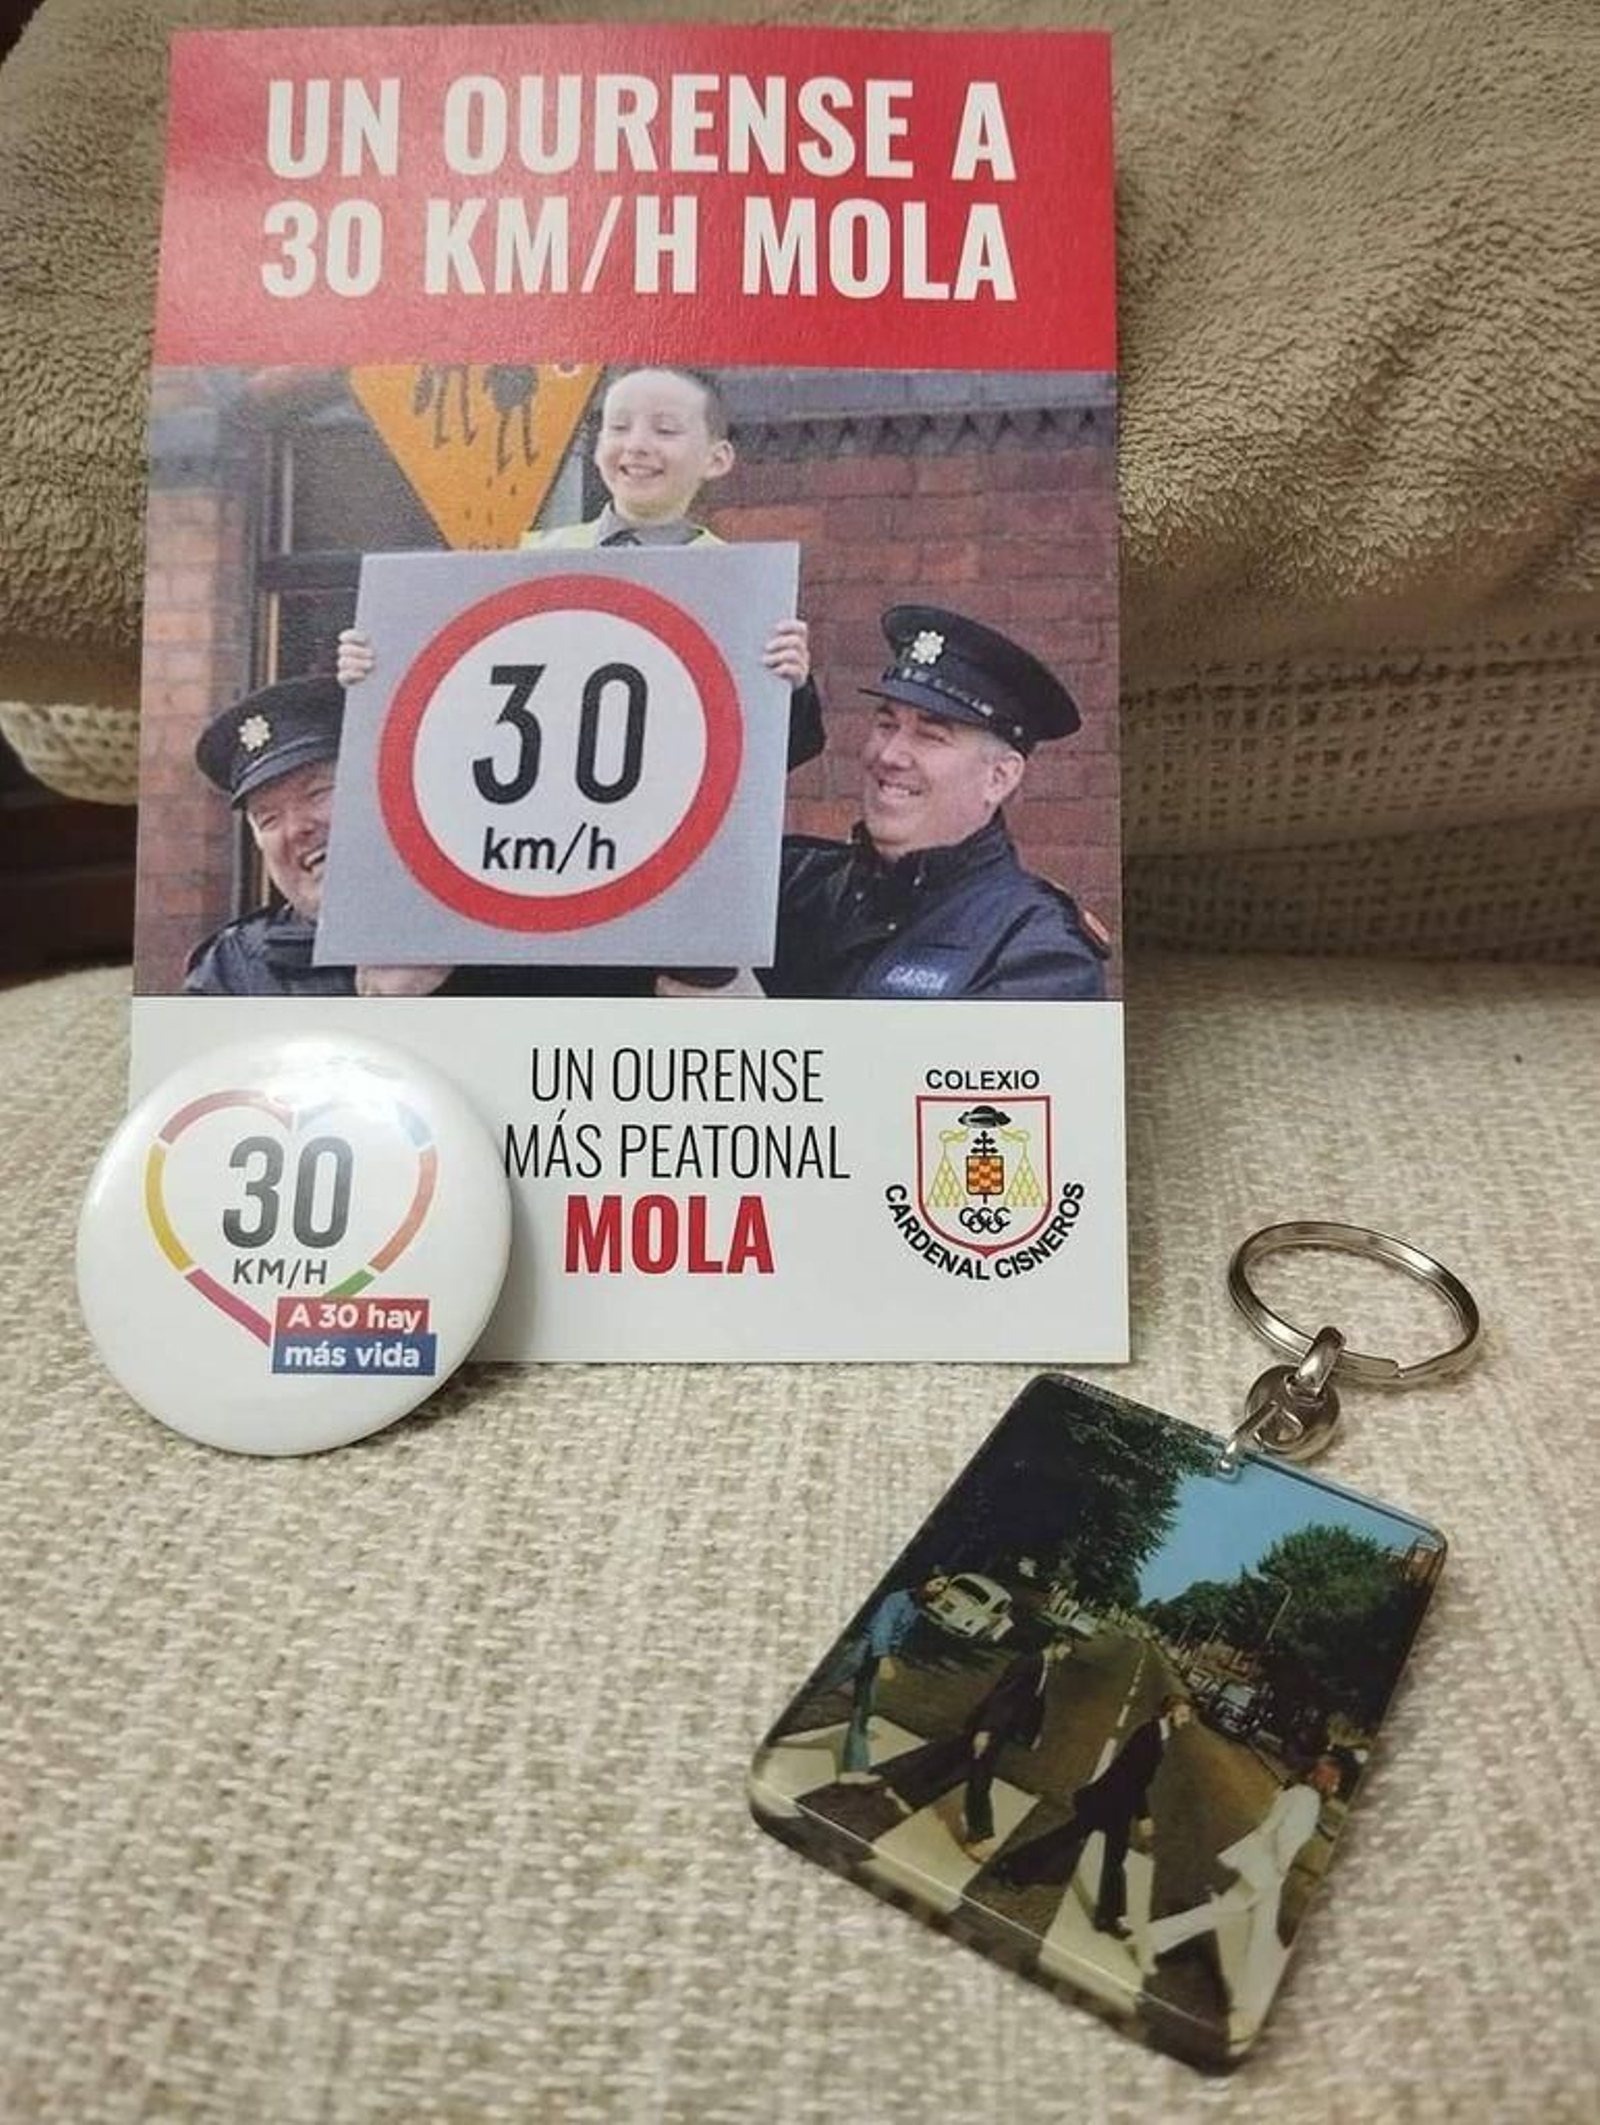 UN OURENSE A
30 KM/H MOLA
30
km/h
GARDA
UN OURENSE
MÁS PEATONAL
MOLA
COLEXIO
CARDENAL CISNEROS
30
KM/H
A 30 hay
más vida